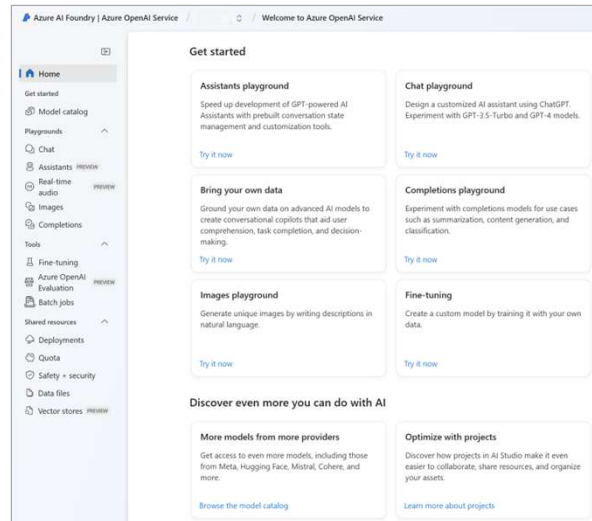 Azure AI Foundry | Azure OpenAI Service / / Welcome to Azure OpenAI Service
Home
Get started
Model catalog
Playgrounds
Chat
Assistants PREVIEW
Real-time
audio
PREVIEW
Images
Completions
Tools
Fine-tuning
Azure OpenAI
Evaluation
PREVIEW
Batch jobs
Shared resources
Deployments
Quota
Safety + security
Data files
Vector stores PREVIEW
Get started
Assistants playground
Speed up development of GPT-powered AI
Assistants with prebuilt conversation state
management and customization tools.
Try it now
Chat playground
Design a customized AI assistant using ChatGPT.
Experiment with GPT-3.5-Turbo and GPT-4 models.
Try it now
Bring your own data
Ground your own data on advanced AI models to
create conversational copilots that aid user
comprehension, task completion, and decision-
making.
Try it now
Completions playground
Experiment with completions models for use cases
such as summarization, content generation, and
classification.
Try it now
Images playground
Generate unique images by writing descriptions in
natural language.
Try it now
Fine-tuning
Create a custom model by training it with your own
data.
Try it now
Discover even more you can do with AI
More models from more providers
Get access to even more models, including those
from Meta, Hugging Face, Mistral, Cohere, and
more.
Browse the model catalog
Optimize with projects
Discover how projects in AI Studio make it even
easier to collaborate, share resources, and organize
your assets.
Learn more about projects